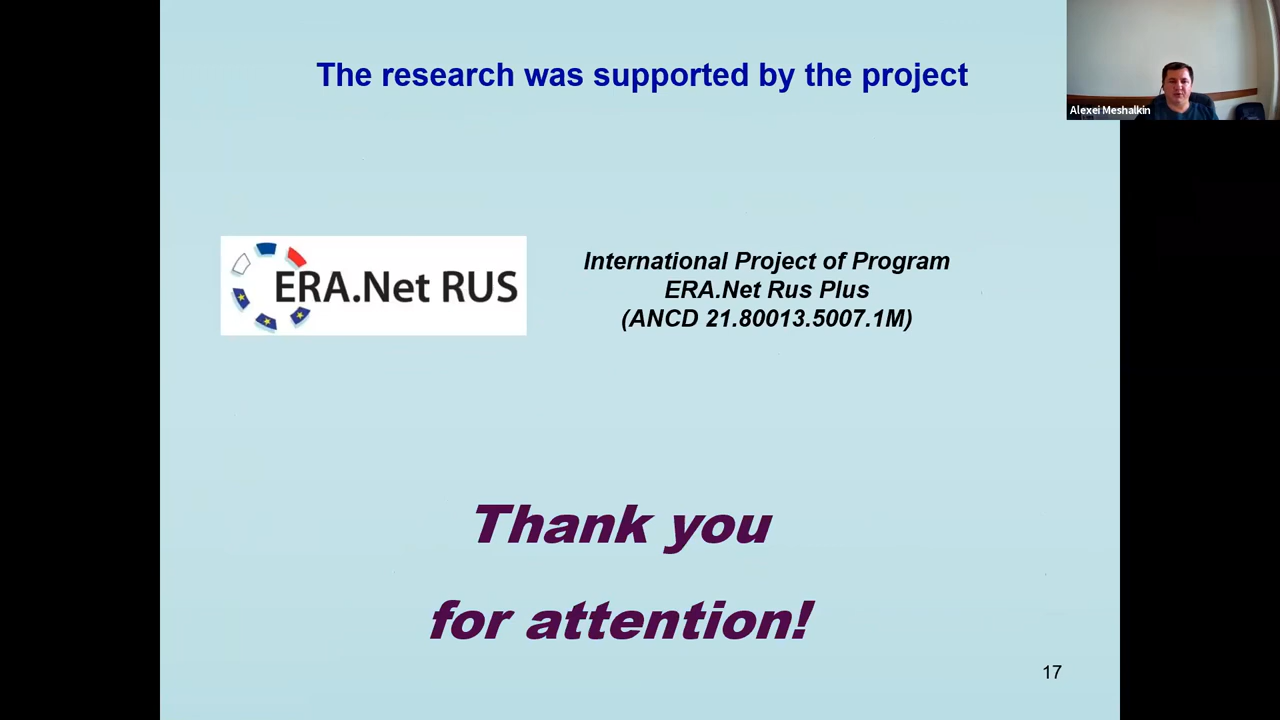 The research was supported by the project
Alexei Meshalkin
ERA.Net RUS
International Project of Program
ERA.Net Rus Plus
(ANCD 21.80013.5007.1M)
Thank you
for attention!
17